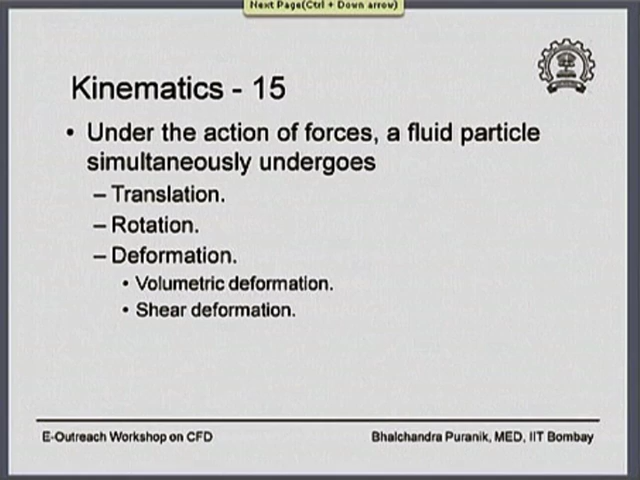 Next Page(Ctrl + Down arrow)
Kinematics - 15
• Under the action of forces, a fluid particle
simultaneously undergoes
– Translation.
– Rotation.
– Deformation.
• Volumetric deformation.
• Shear deformation.
E-Outreach Workshop on CFD
Bhalchandra Puranik, MED, IIT Bombay